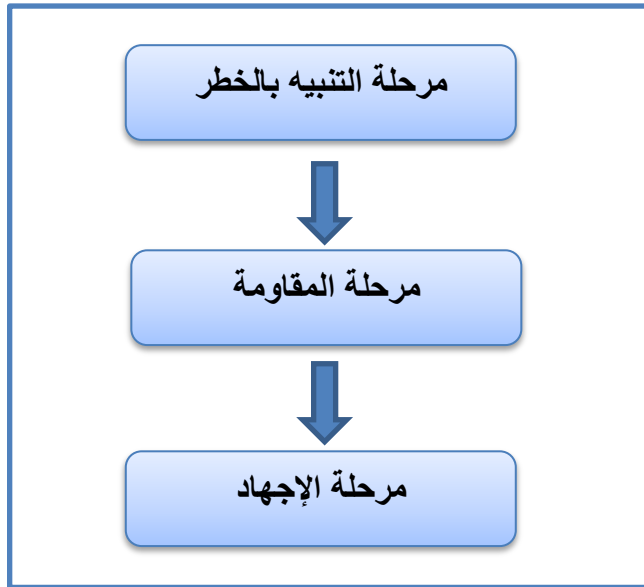 مرحلة التنبيه بالخطر
مرحلة المقاومة
مرحلة الإجهاد